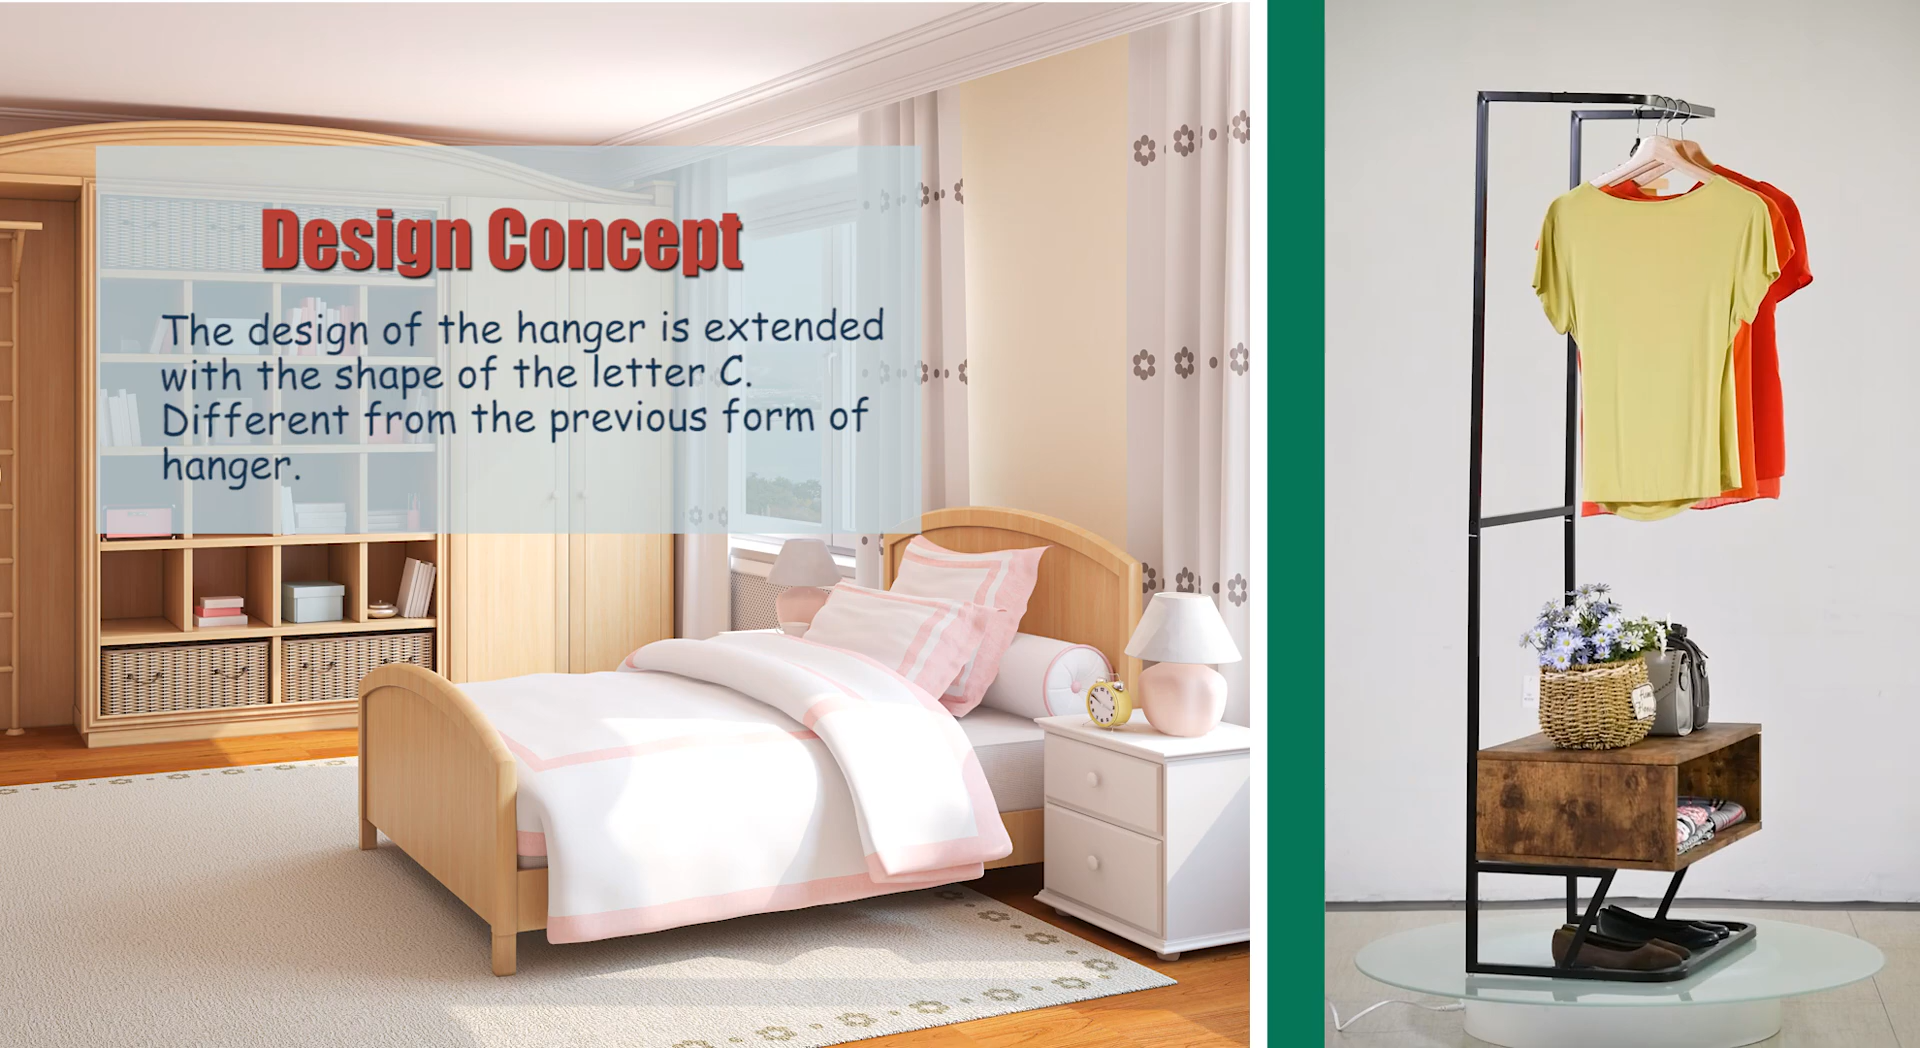 Design Concept
The design of the hanger is extended
with the shape of the letter C.
Different from the previous form of
hanger.